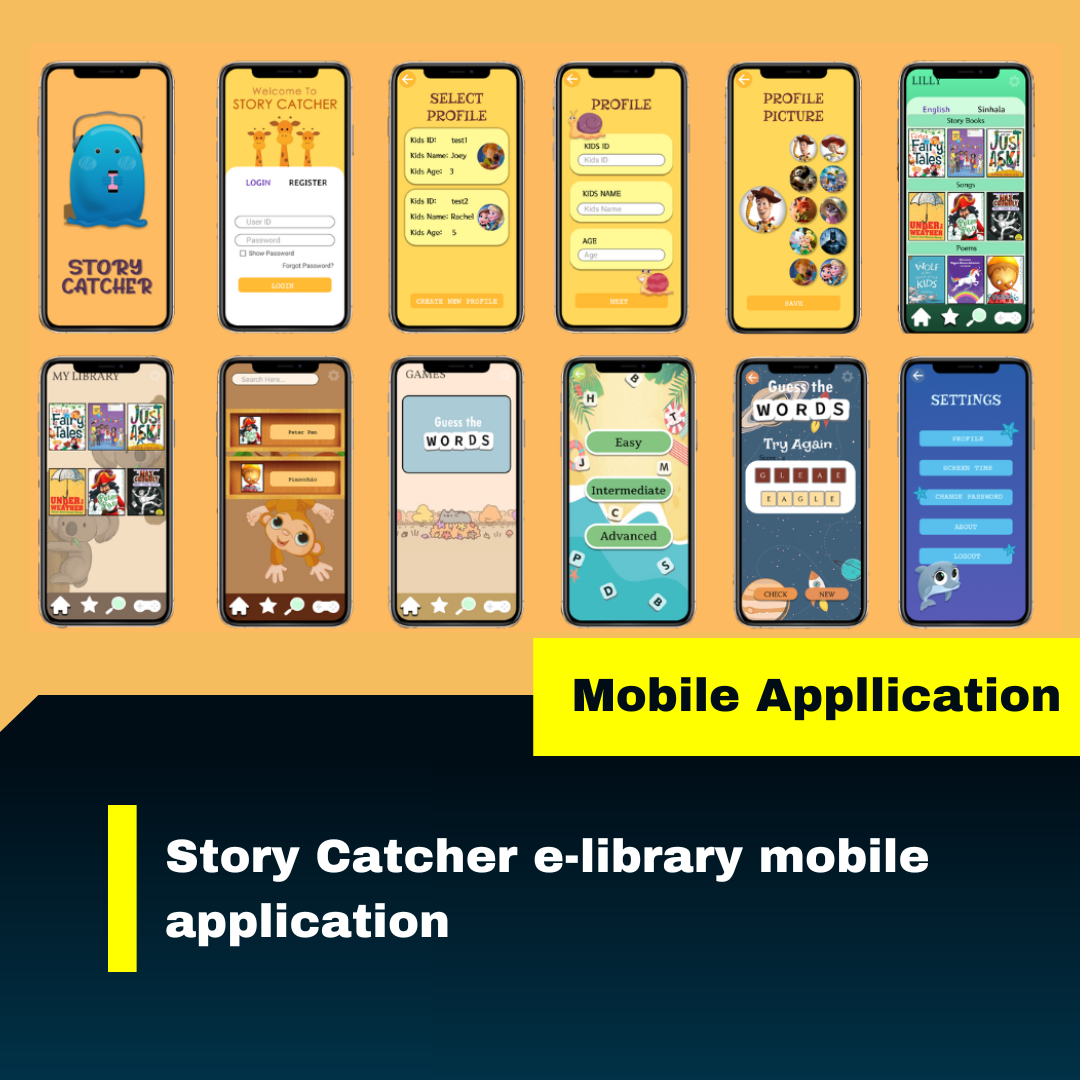 STORY
CATCHER
Welcome To
STORY CATCHER
LOGIN REGISTER
User ID
Password
Show Password
Forgot Password?
LOGIN
SELECT
PROFILE
Kids ID: test1
Kids Name: Joey
Kids Age: 3
Kids ID: test2
Kids Name: Rachel
Kids Age: 5
CREATE NEW PROFILE
PROFILE
KIDS ID
Kids ID
KIDS NAME
Kids Name
AGE
Age
NEXT
PROFILE
PICTURE
SAVE
LILLY
English Sinhala
Story Books
Fairy
Tales
JUST
ASK!
Songs
UNDER the
WEATHER
Peter
Pan
Poems
WOLF
KIDS
MY LIBRARY
Fairy
Tales
JUST
ASK!
UNDER the
WEATHER
Peter
Pan
Search Here...
Peter Pan
Pinocchio
GAMES
Guess the
WORDS
B
H
T
Easy
J
M
Intermediate
C
Advanced
P
S
D
B
Guess the
WORDS
Try Again
G L E A E
E A G L E
CHECK NEW
SETTINGS
PROFILE
SCREEN TIME
CHANGE PASSWORD
ABOUT
LOGOUT
Mobile Appllication
Story Catcher e-library mobile
application